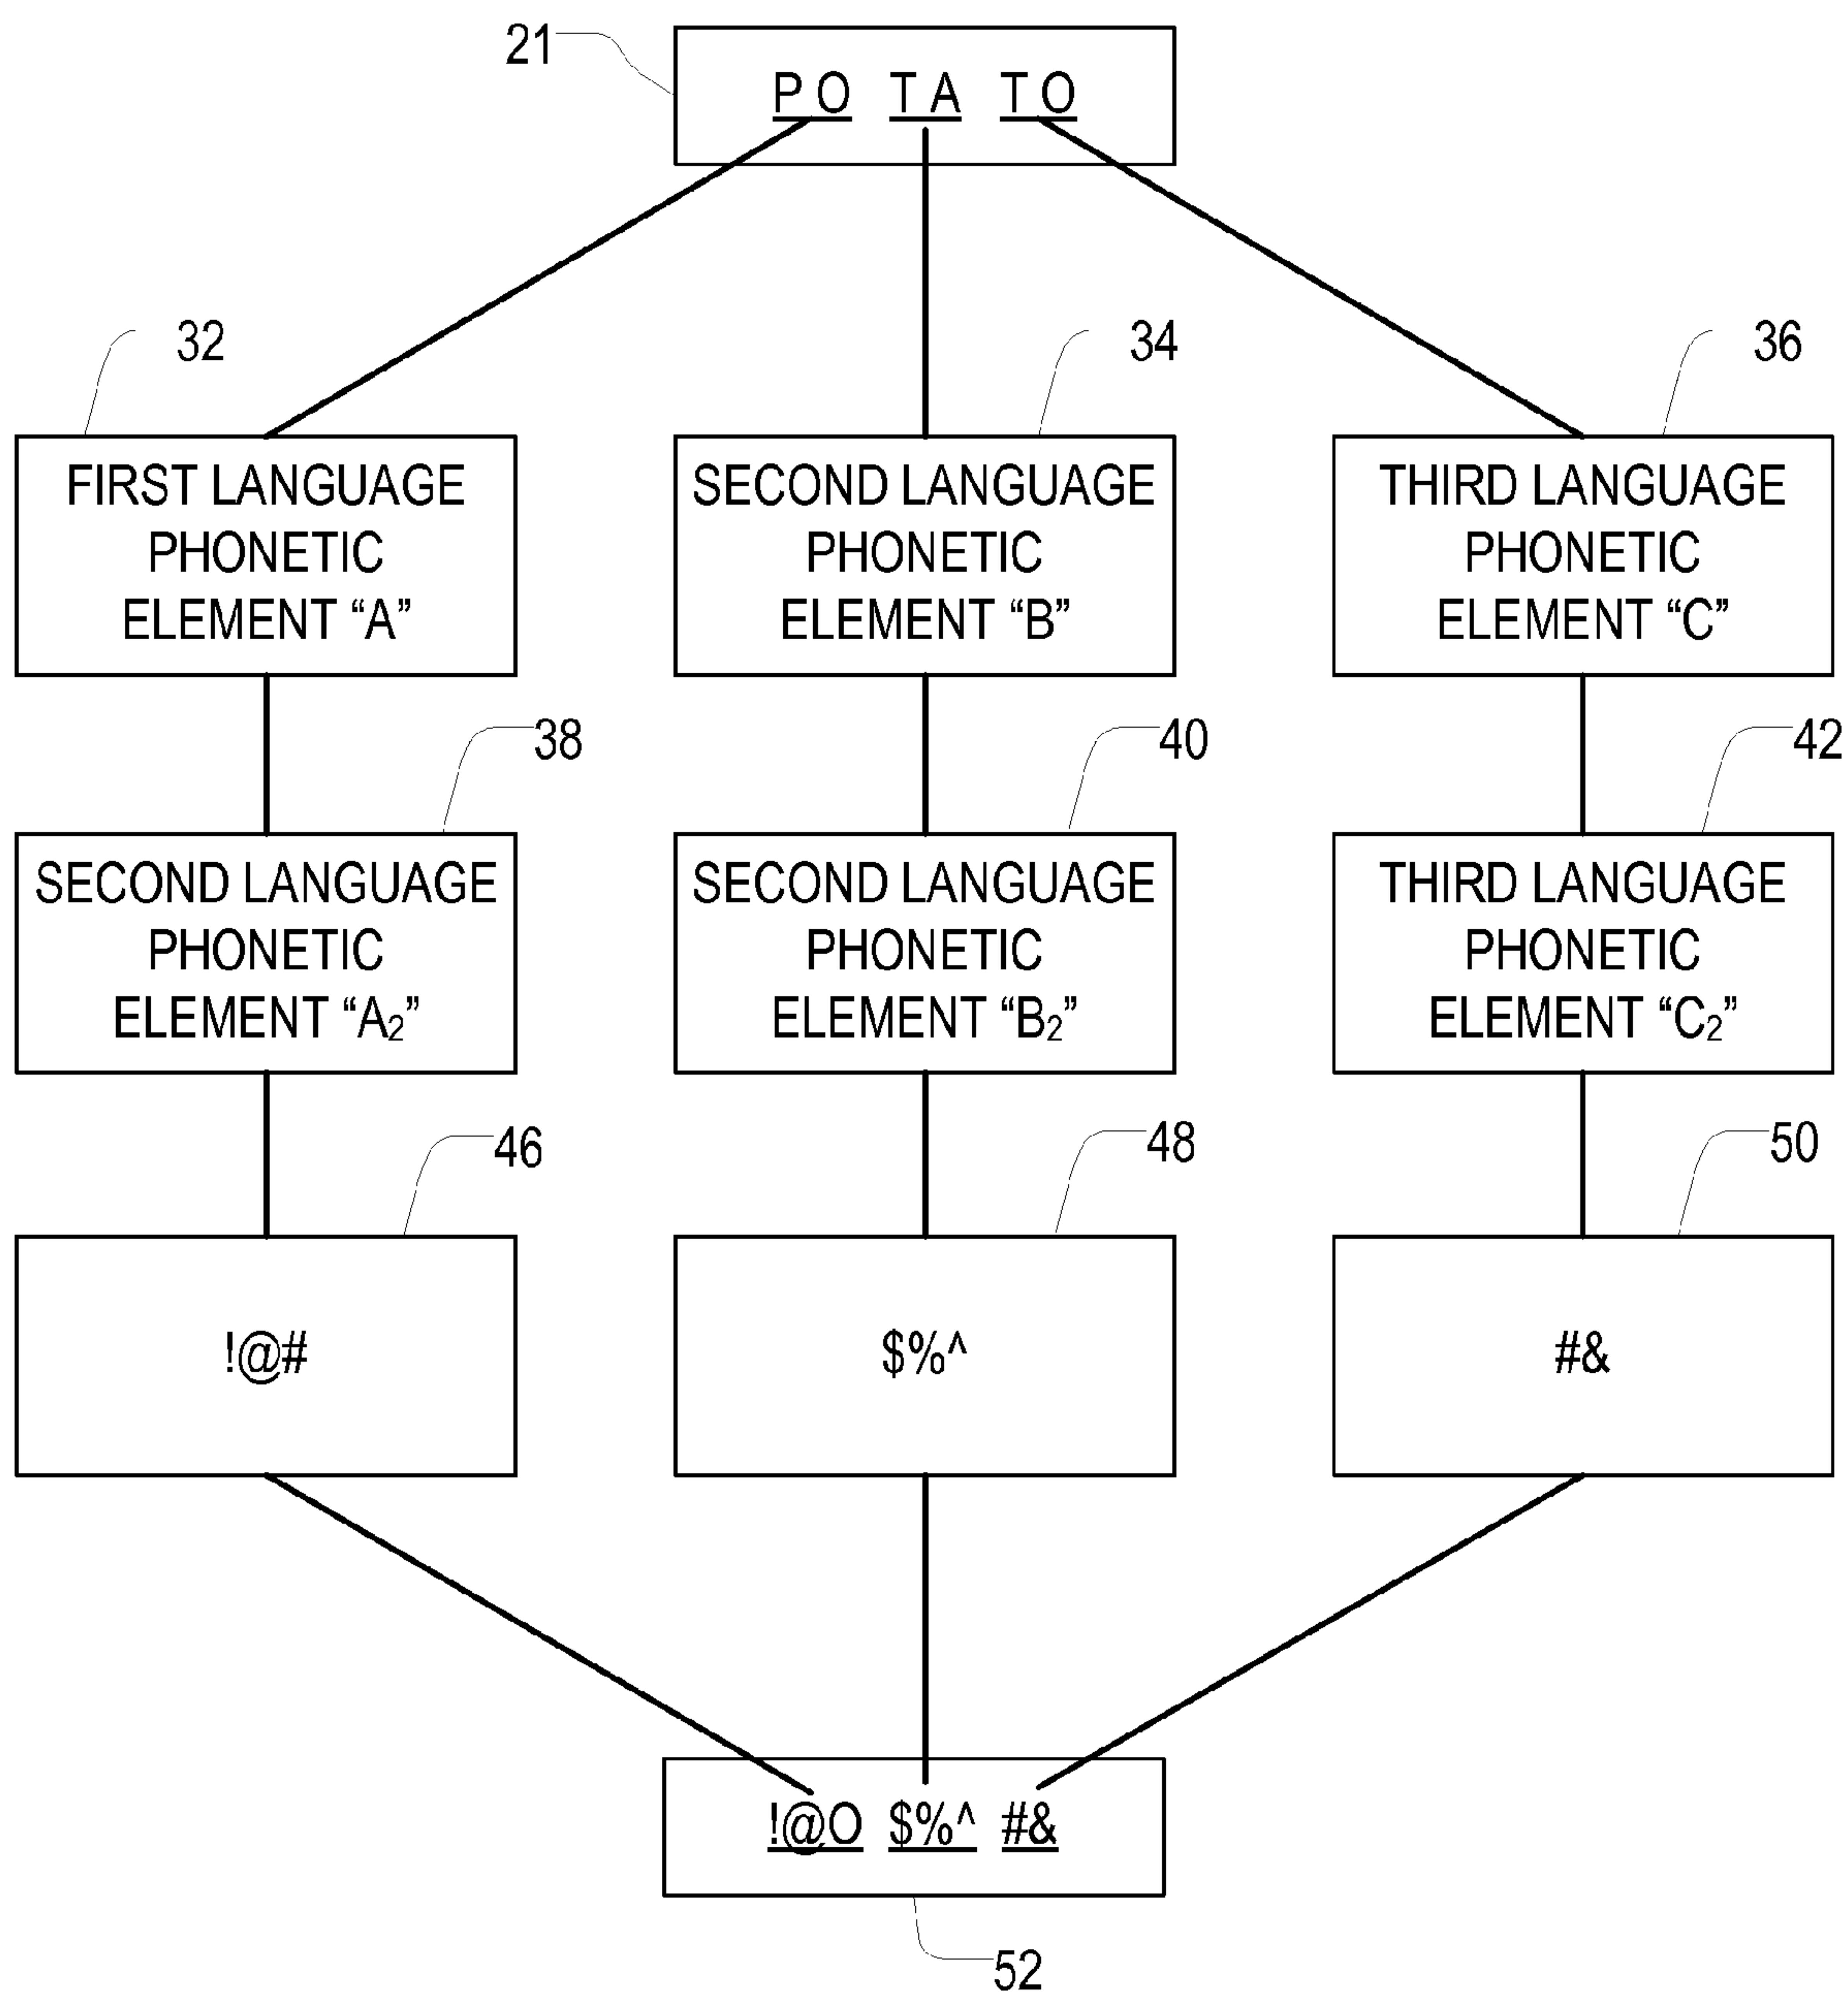 21
P O T A T O
32
34
36
FIRST LANGUAGE
PHONETIC
ELEMENT “A”
SECOND LANGUAGE
PHONETIC
ELEMENT “B”
THIRD LANGUAGE
PHONETIC
ELEMENT “C”
38
40
42
SECOND LANGUAGE
PHONETIC
ELEMENT “A₂”
SECOND LANGUAGE
PHONETIC
ELEMENT “B₂”
THIRD LANGUAGE
PHONETIC
ELEMENT “C₂”
46
48
50
!@#
$%^
#&
!@O $%^ #&
52